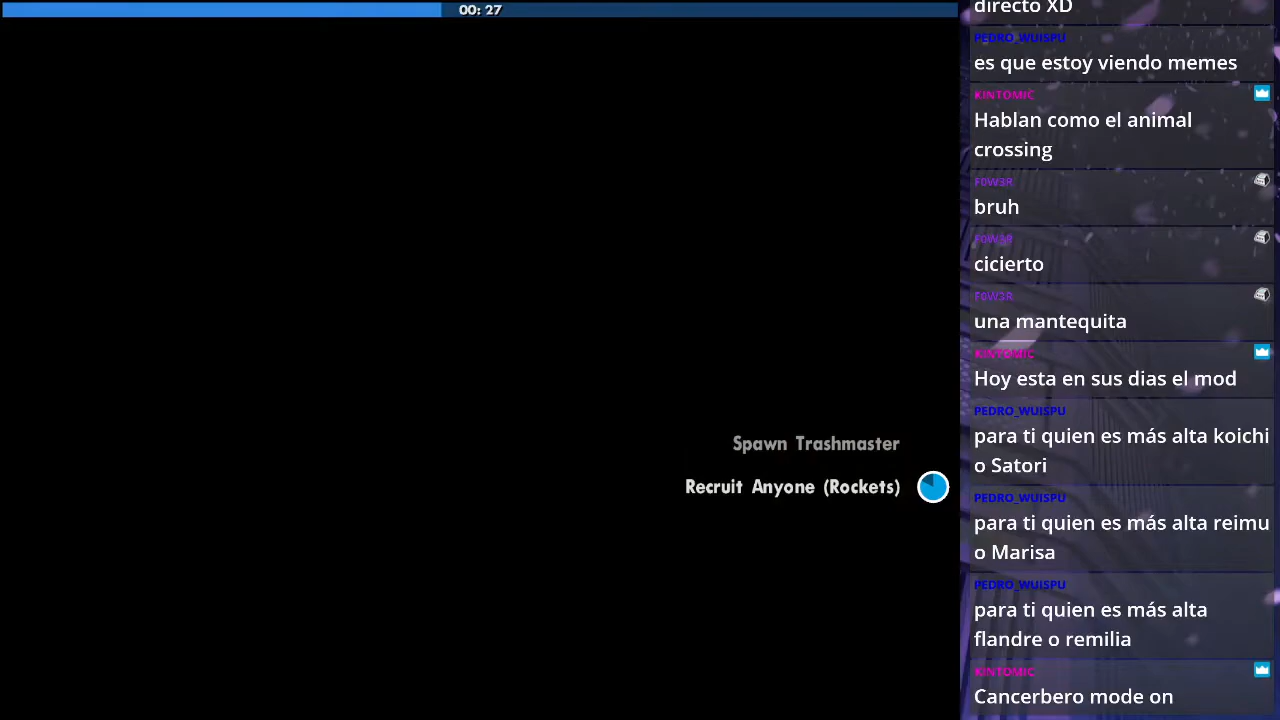 00: 27
Spawn Trashmaster
Recruit Anyone (Rockets)
directo XD
PEDRO_WUISPU
es que estoy viendo memes
KINTOMIC
Hablan como el animal
crossing
F0W3R
bruh
F0W3R
cicierto
F0W3R
una mantequita
KINTOMIC
Hoy esta en sus dias el mod
PEDRO_WUISPU
para ti quien es más alta koichi
o Satori
PEDRO_WUISPU
para ti quien es más alta reimu
o Marisa
PEDRO_WUISPU
para ti quien es más alta
flandre o remilia
KINTOMIC
Cancerbero mode on